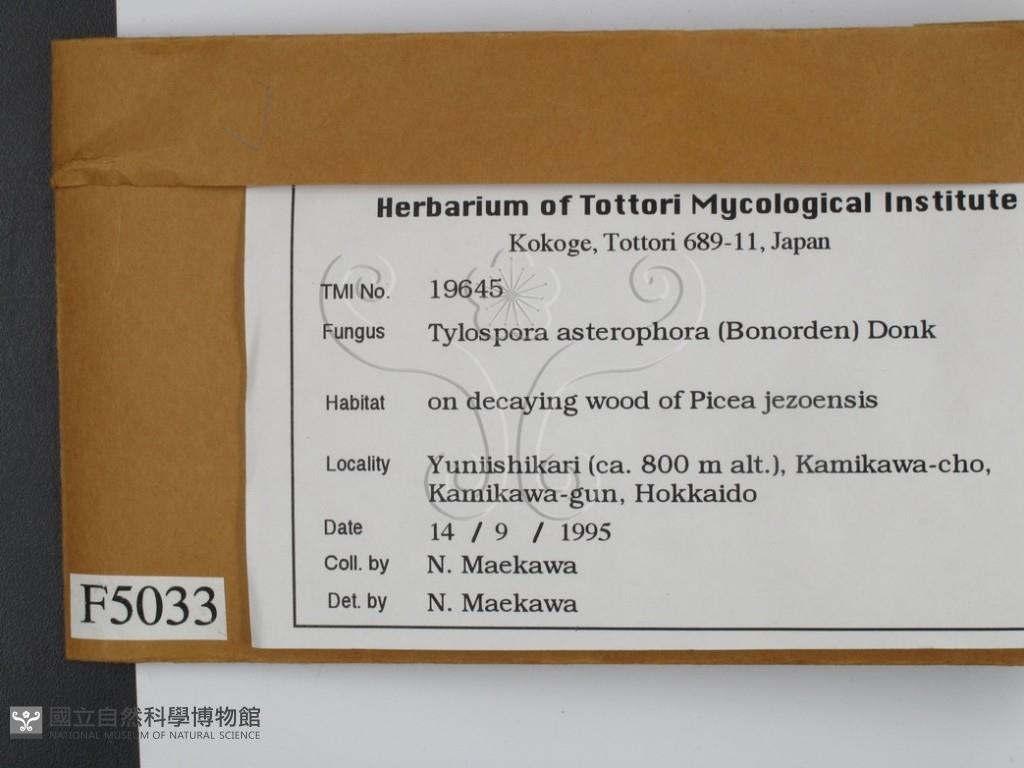 Herbarium of Tottori Mycological Institute
Kokoge, Tottori 689-11, Japan
TMI No. 19645
Fungus Tylospora asterophora (Bonorden) Donk
Habitat on decaying wood of Picea jezoensis
Locality Yuniishikari (ca. 800 m alt.), Kamikawa-cho,
Kamikawa-gun, Hokkaido
Date 14 / 9 / 1995
Coll. by N. Maekawa
Det. by N. Maekawa
F5033
國立自然科學博物館
NATIONAL MUSEUM OF NATURAL SCIENCE